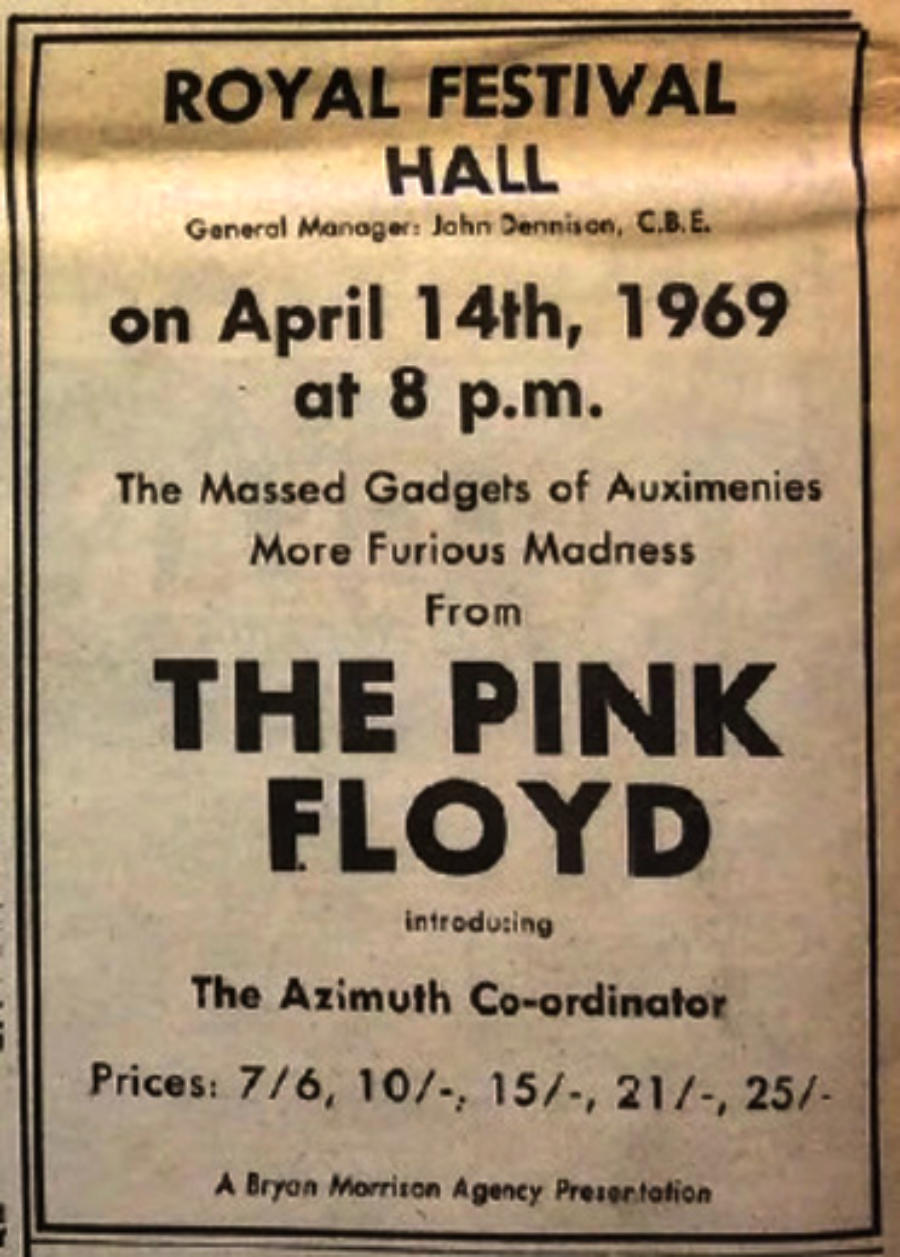 ROYAL FESTIVAL
HALL
General Manager: John Dennison, C.B.E.
on April 14th, 1969
at 8 p.m.
The Massed Gadgets of Auximenies
More Furious Madness
From
THE PINK
FLOYD
introducing
The Azimuth Co-ordinator
Prices: 7/6, 10/-, 15/-, 21/-, 25/-
A Bryan Morrison Agency Presentation